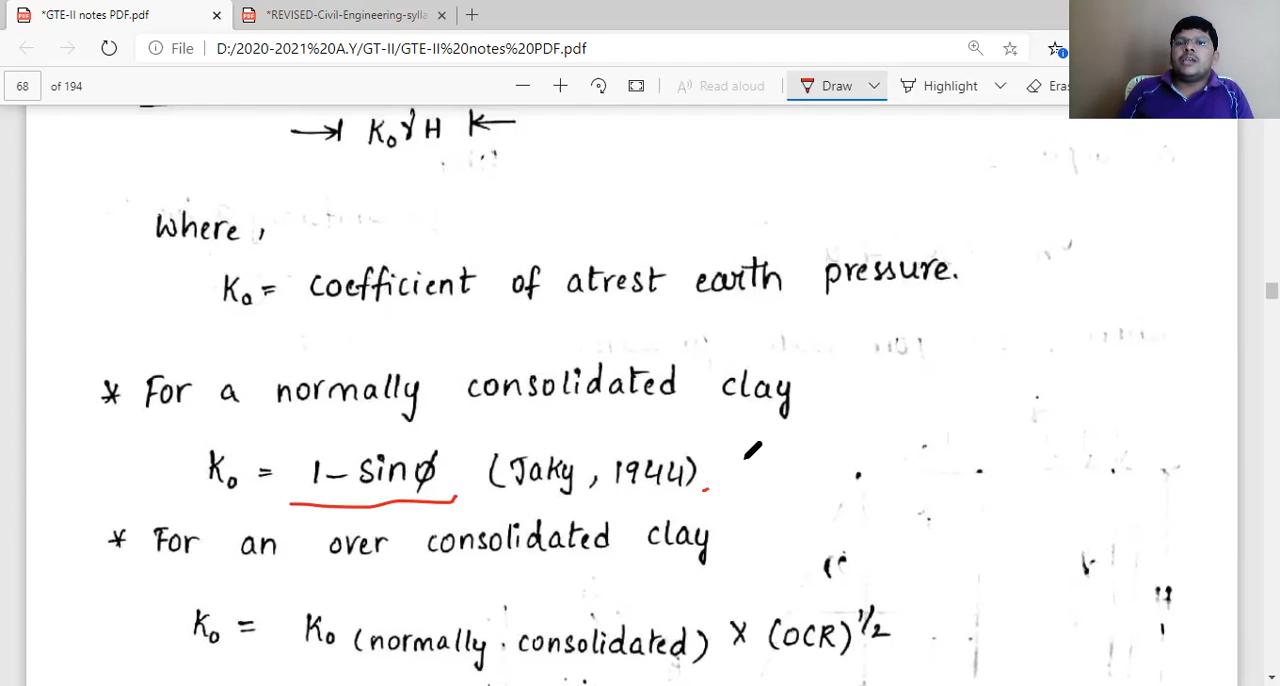 *GTE-II notes PDF.pdf
*REVISED-Civil-Engineering-sylla
File D:/2020-2021%20A.Y/GT-II/GTE-II%20notes%20PDF.pdf
68 of 194 Read aloud Draw Highlight Eras
K₀γH
Where,
K₀ = coefficient of atrest earth pressure.
* For a normally consolidated clay
K₀ = 1 - sinφ (Jaky, 1944).
* For an over consolidated clay
K₀ = K₀ (normally consolidated) × (OCR)^1/2